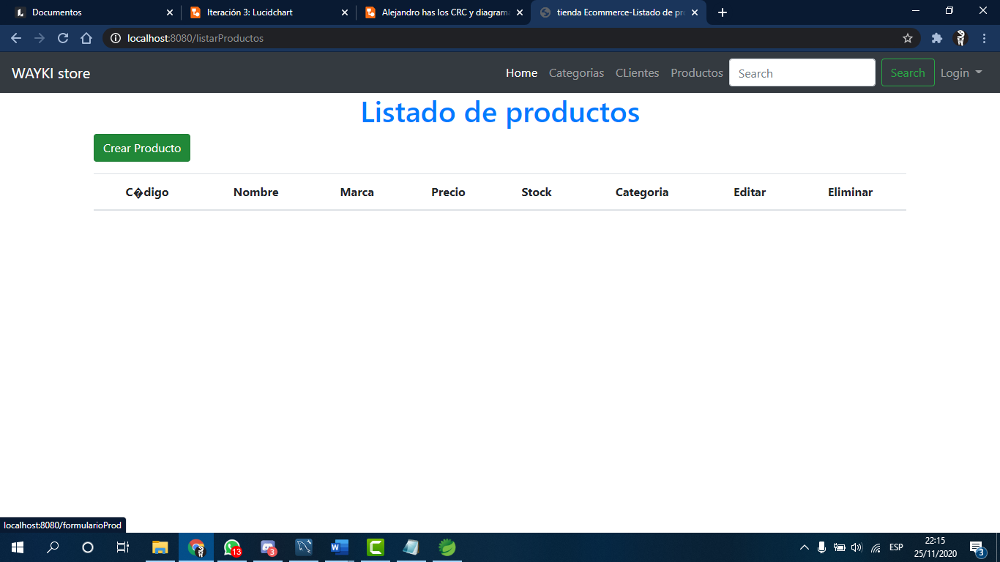 Documentos
Iteración 3: Lucidchart
Alejandro has los CRC y diagrama
tienda Ecommerce-Listado de pr
localhost:8080/listarProductos
WAYKI store
Home Categorias CLientes Productos Search Search Login
Listado de productos
Crear Producto
C�digo Nombre Marca Precio Stock Categoria Editar Eliminar
localhost:8080/formularioProd
13
3
ESP
22:15
25/11/2020
3